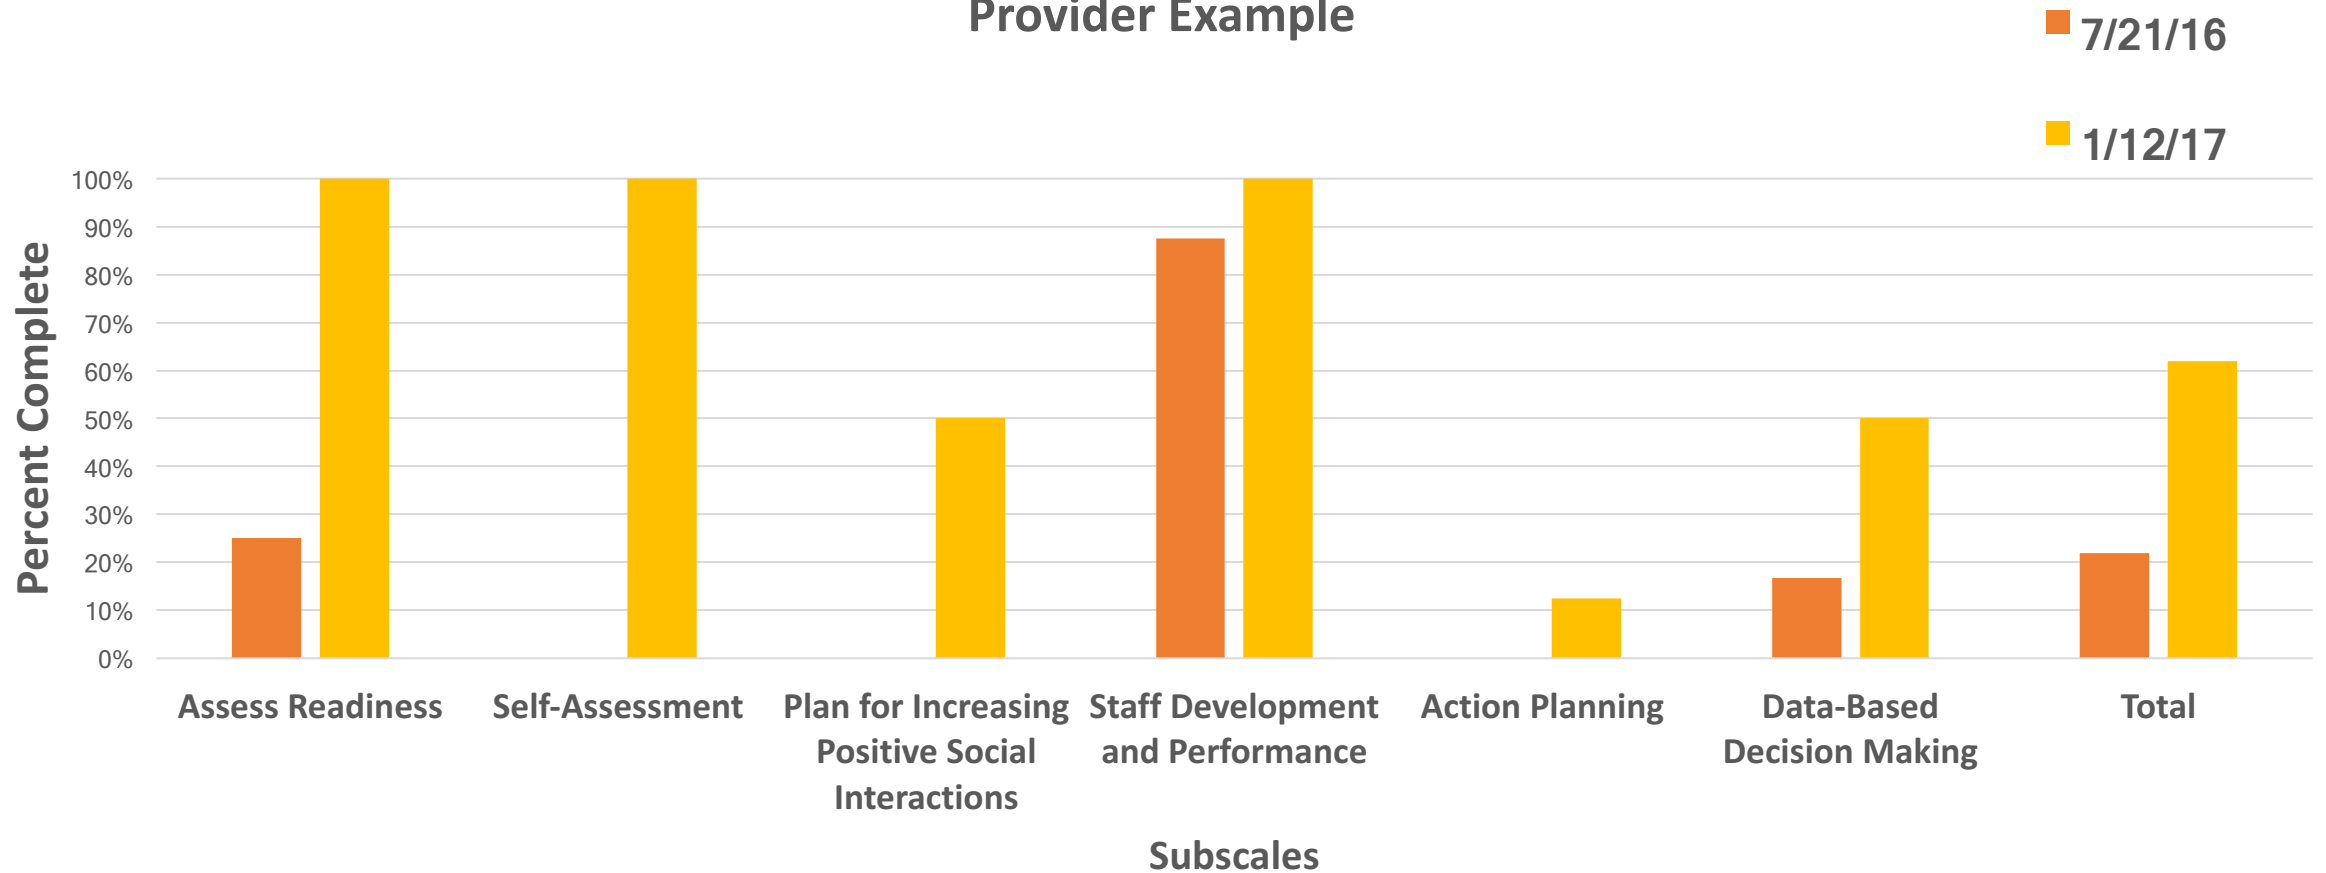 Provider Example
7/21/16
1/12/17
Percent Complete
100%
90%
80%
70%
60%
50%
40%
30%
20%
10%
0%
Assess Readiness
Self-Assessment
Plan for Increasing
Positive Social
Interactions
Staff Development
and Performance
Action Planning
Data-Based
Decision Making
Total
Subscales